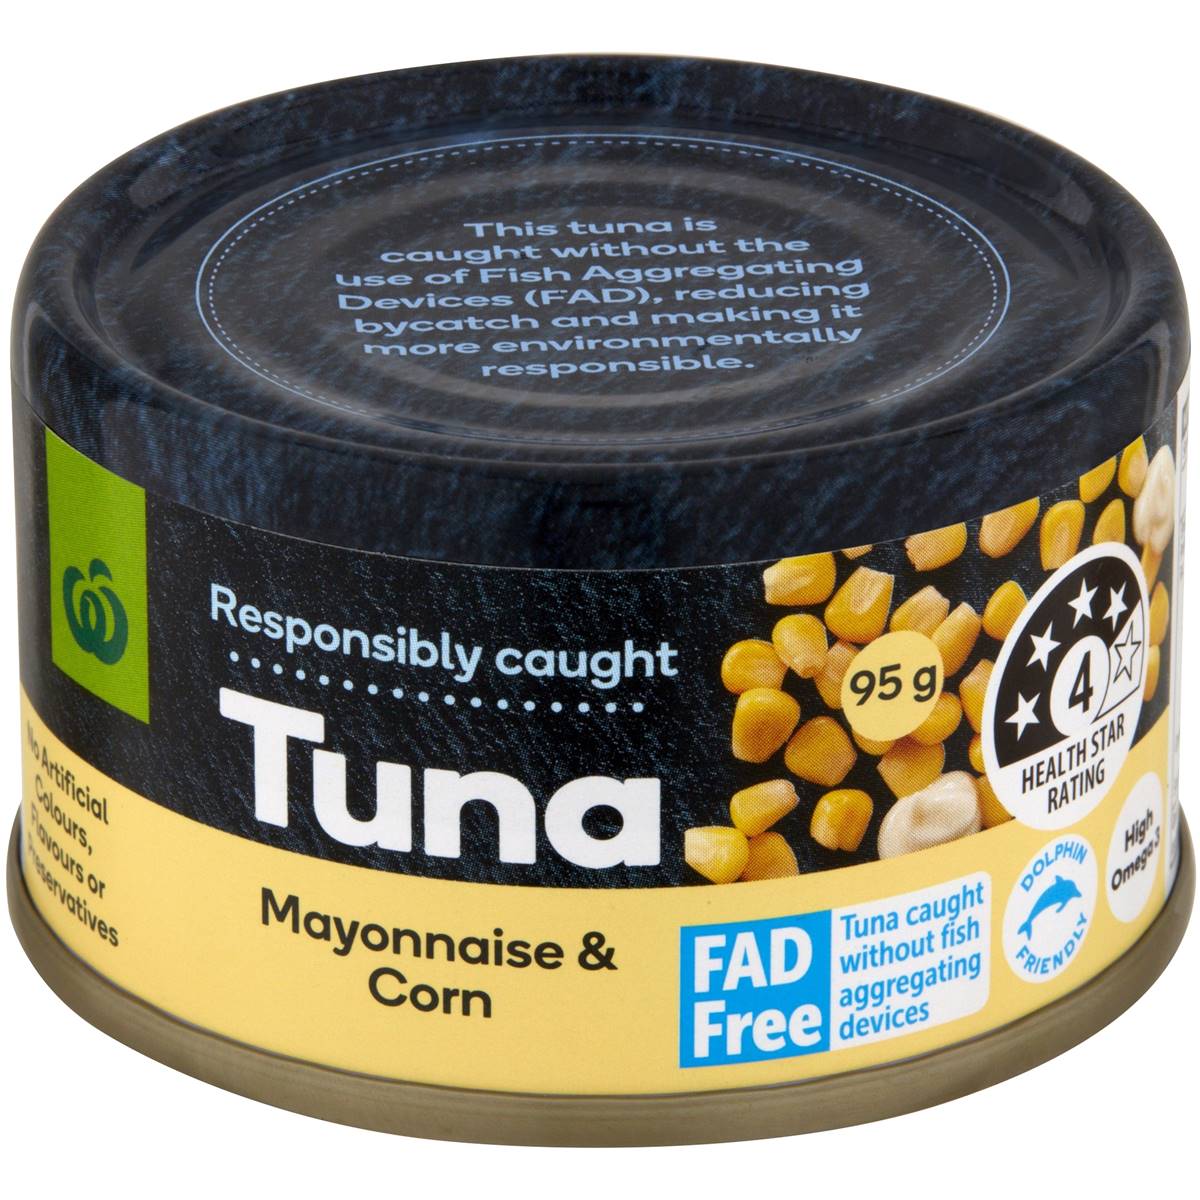 This tuna is
caught without the
use of Fish Aggregating
Devices (FAD), reducing
bycatch and making it
more environmentally
responsible.
Responsibly caught
Tuna
Mayonnaise &
Corn
No Artificial
Colours,
Flavours or
Preservatives
95 g
4
HEALTH STAR
RATING
FAD
Free
Tuna caught
without fish
aggregating
devices
DOLPHIN
FRIENDLY
High
Omega 3